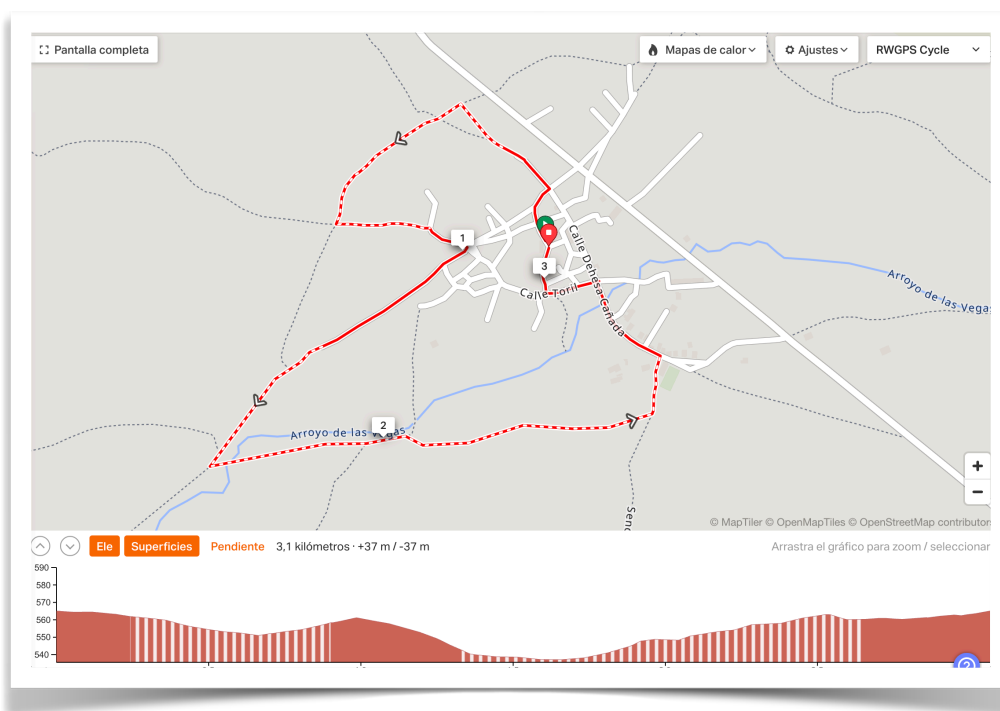 Pantalla completa
Mapas de calor
Ajustes
RWGPS Cycle
1
3
Calle Dehesa Cañada
Calle Toril
Arroyo de las Vegas
2
Arroyo de las Vegas
+
−
© MapTiler © OpenMapTiles © OpenStreetMap contributors
Ele
Superficies
Pendiente
3,1 kilómetros · +37 m / -37 m
Arrastra el gráfico para zoom / seleccionar
590
580
570
560
550
540
?